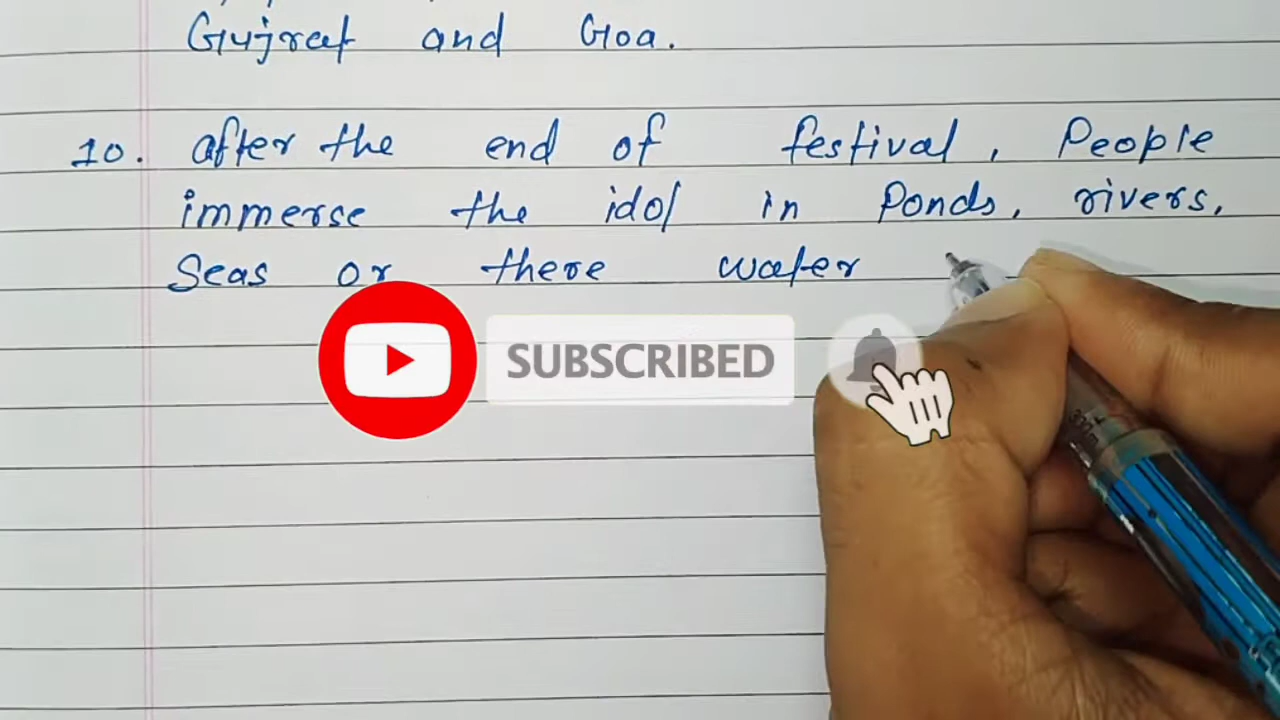 Gujrat and Goa.
10. after the end of festival, People
immerse the idol in Ponds, rivers,
Seas or there water
SUBSCRIBED